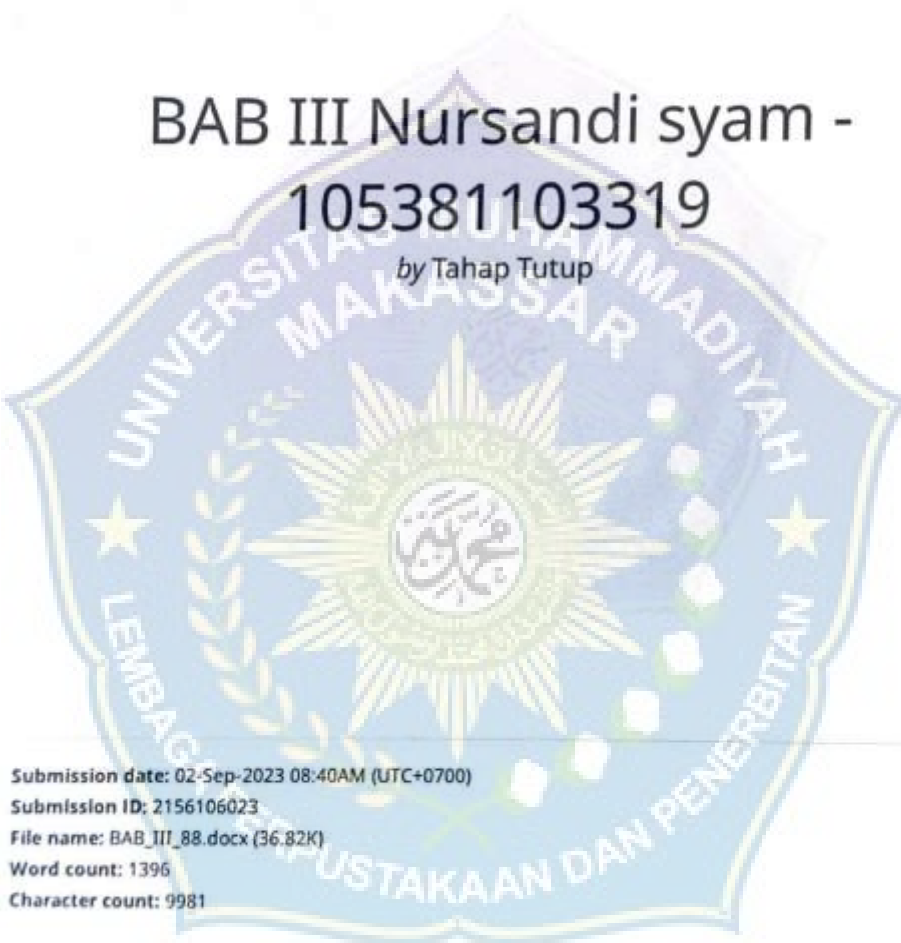 BAB III Nursandi syam -
105381103319
by Tahap Tutup
UNIVERSITAS MUHAMMADIYAH
MAKASSAR
محمدية
LEMBAGA PERPUSTAKAAN DAN PENERBITAN
Submission date: 02-Sep-2023 08:40AM (UTC+0700)
Submission ID: 2156106023
File name: BAB_III_88.docx (36.82K)
Word count: 1396
Character count: 9981